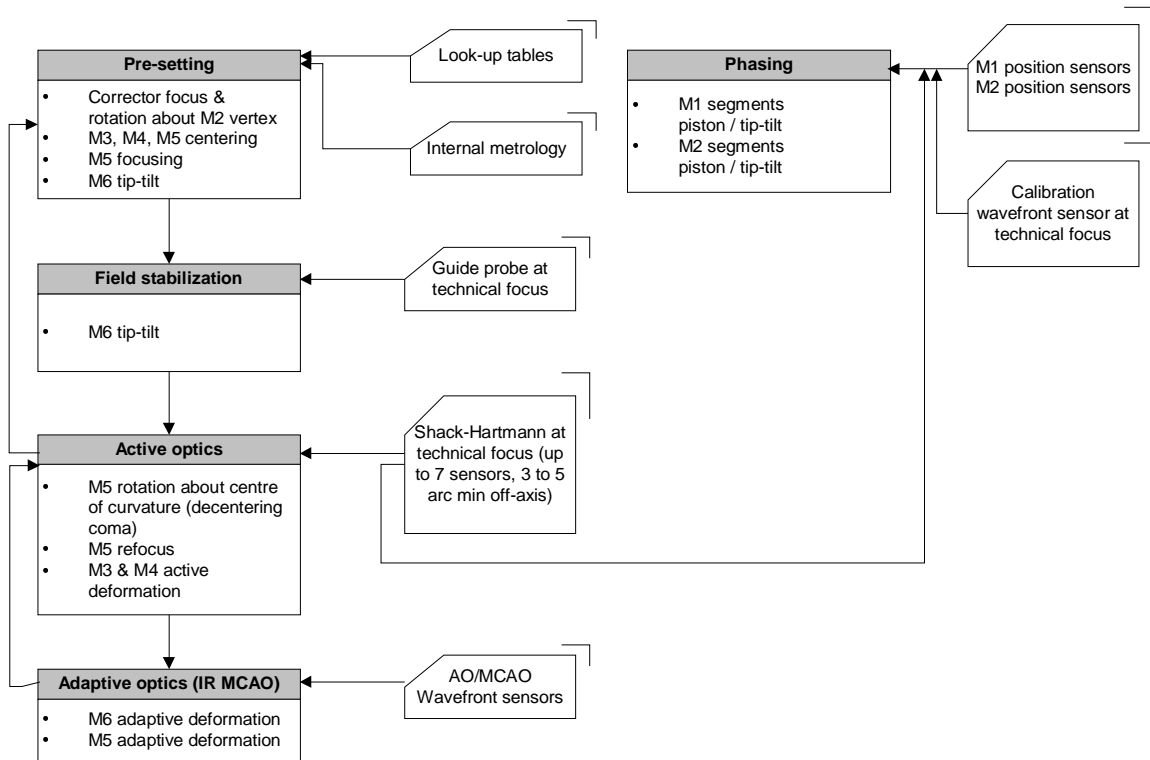 Pre-setting
• Corrector focus &
rotation about M2 vertex
• M3, M4, M5 centering
• M5 focusing
• M6 tip-tilt
Look-up tables
Internal metrology
Field stabilization
• M6 tip-tilt
Guide probe at
technical focus
Active optics
• M5 rotation about centre
of curvature (decentering
coma)
• M5 refocus
• M3 & M4 active
deformation
Shack-Hartmann at
technical focus (up
to 7 sensors, 3 to 5
arc min off-axis)
Adaptive optics (IR MCAO)
• M6 adaptive deformation
• M5 adaptive deformation
AO/MCAO
Wavefront sensors
Phasing
• M1 segments
piston / tip-tilt
• M2 segments
piston / tip-tilt
M1 position sensors
M2 position sensors
Calibration
wavefront sensor at
technical focus